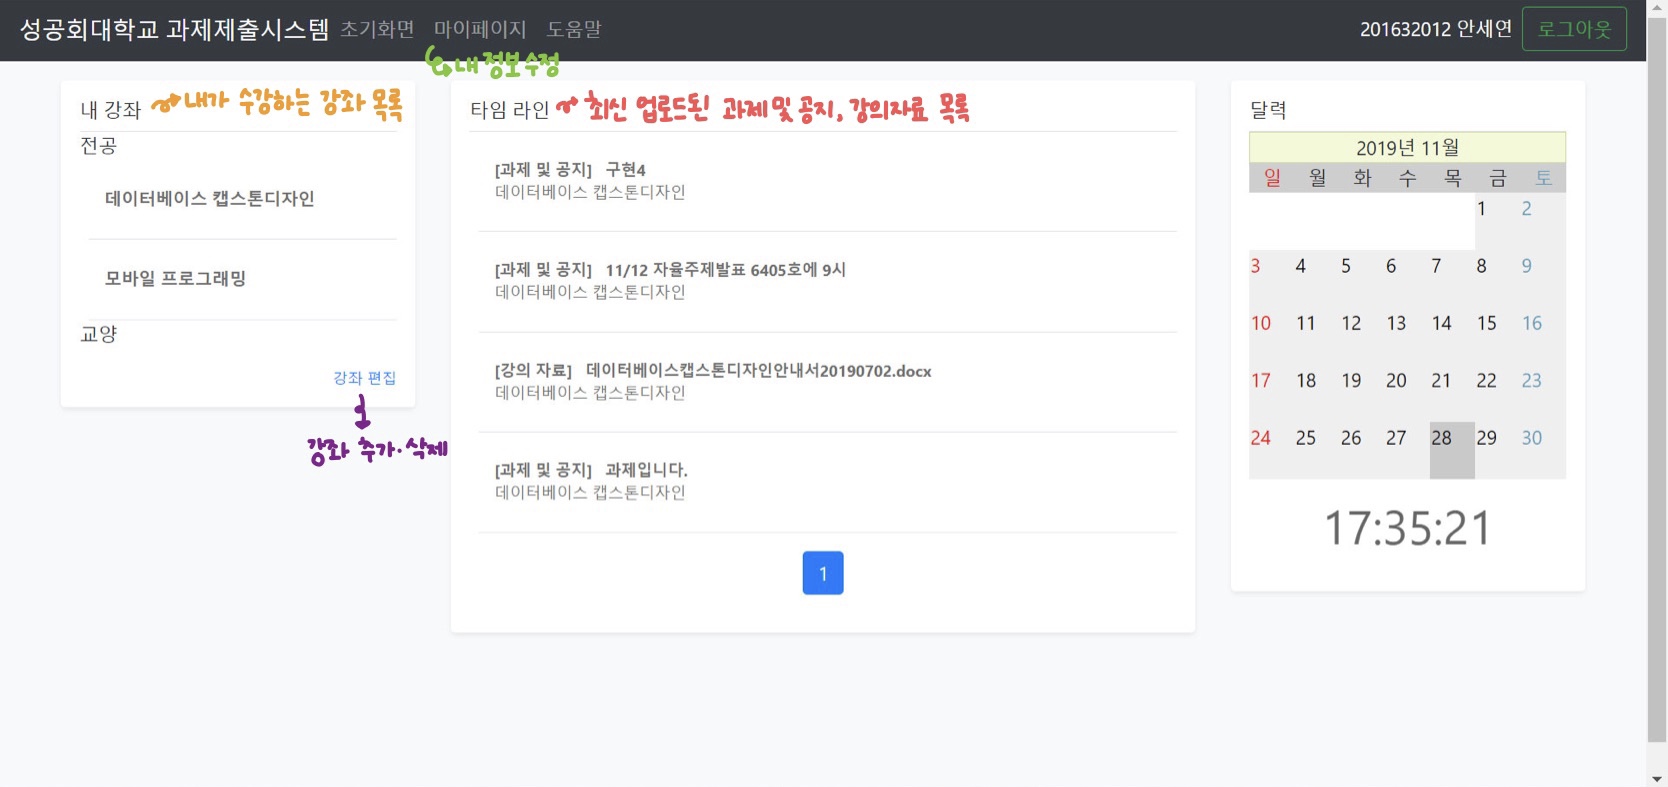 성공회대학교 과제제출시스템 초기화면 마이페이지 도움말 201632012 안세연 로그아웃
내 정보수정
내 강좌 내가 수강하는 강좌 목록
전공
데이터베이스 캡스톤디자인
모바일 프로그래밍
교양
강좌 편집
강좌 추가·삭제
타임 라인 최신 업로드된 과제 및 공지, 강의자료 목록
[과제 및 공지] 구현4
데이터베이스 캡스톤디자인
[과제 및 공지] 11/12 자율주제발표 6405호에 9시
데이터베이스 캡스톤디자인
[강의 자료] 데이터베이스캡스톤디자인안내서20190702.docx
데이터베이스 캡스톤디자인
[과제 및 공지] 과제입니다.
데이터베이스 캡스톤디자인
1
달력
2019년 11월
일 월 화 수 목 금 토
1 2
3 4 5 6 7 8 9
10 11 12 13 14 15 16
17 18 19 20 21 22 23
24 25 26 27 28 29 30
17:35:21